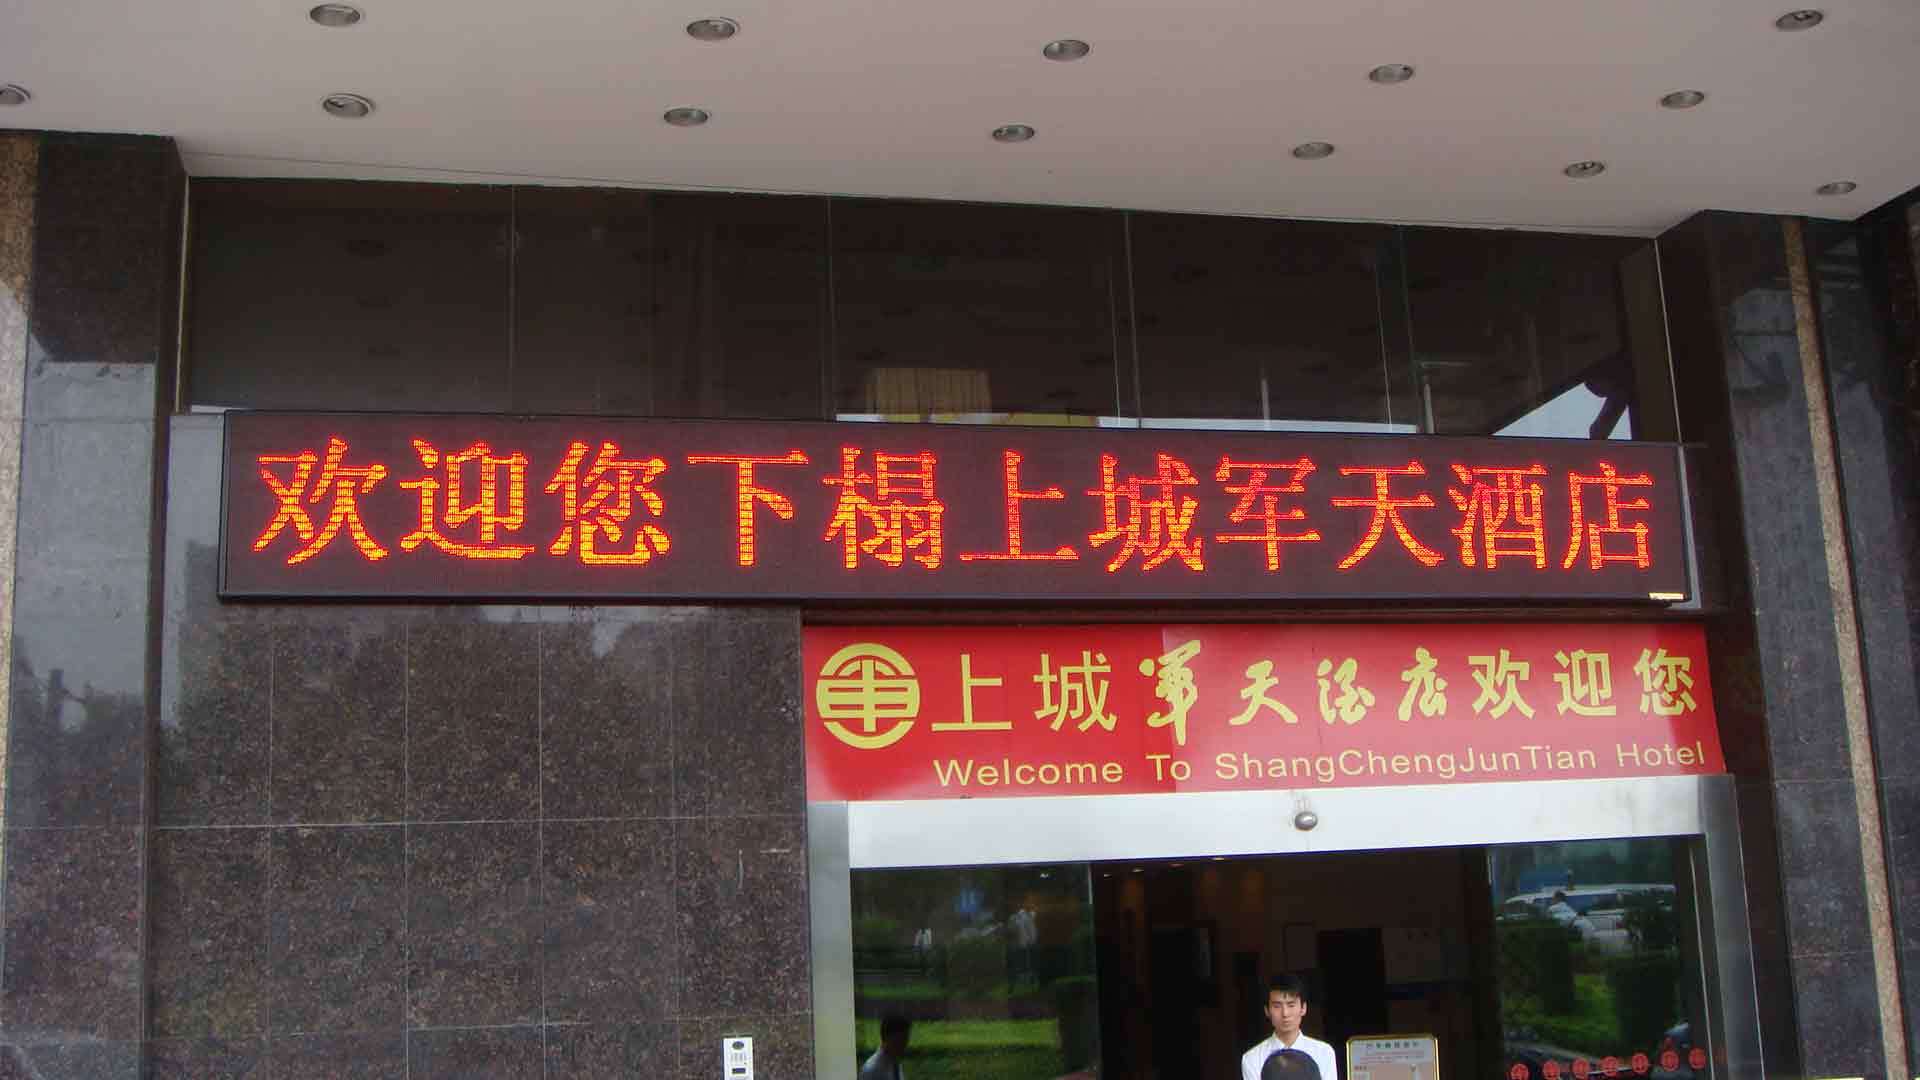 欢迎您下榻上城军天酒店
上城軍天酒店欢迎您
Welcome To ShangChengJunTian Hotel